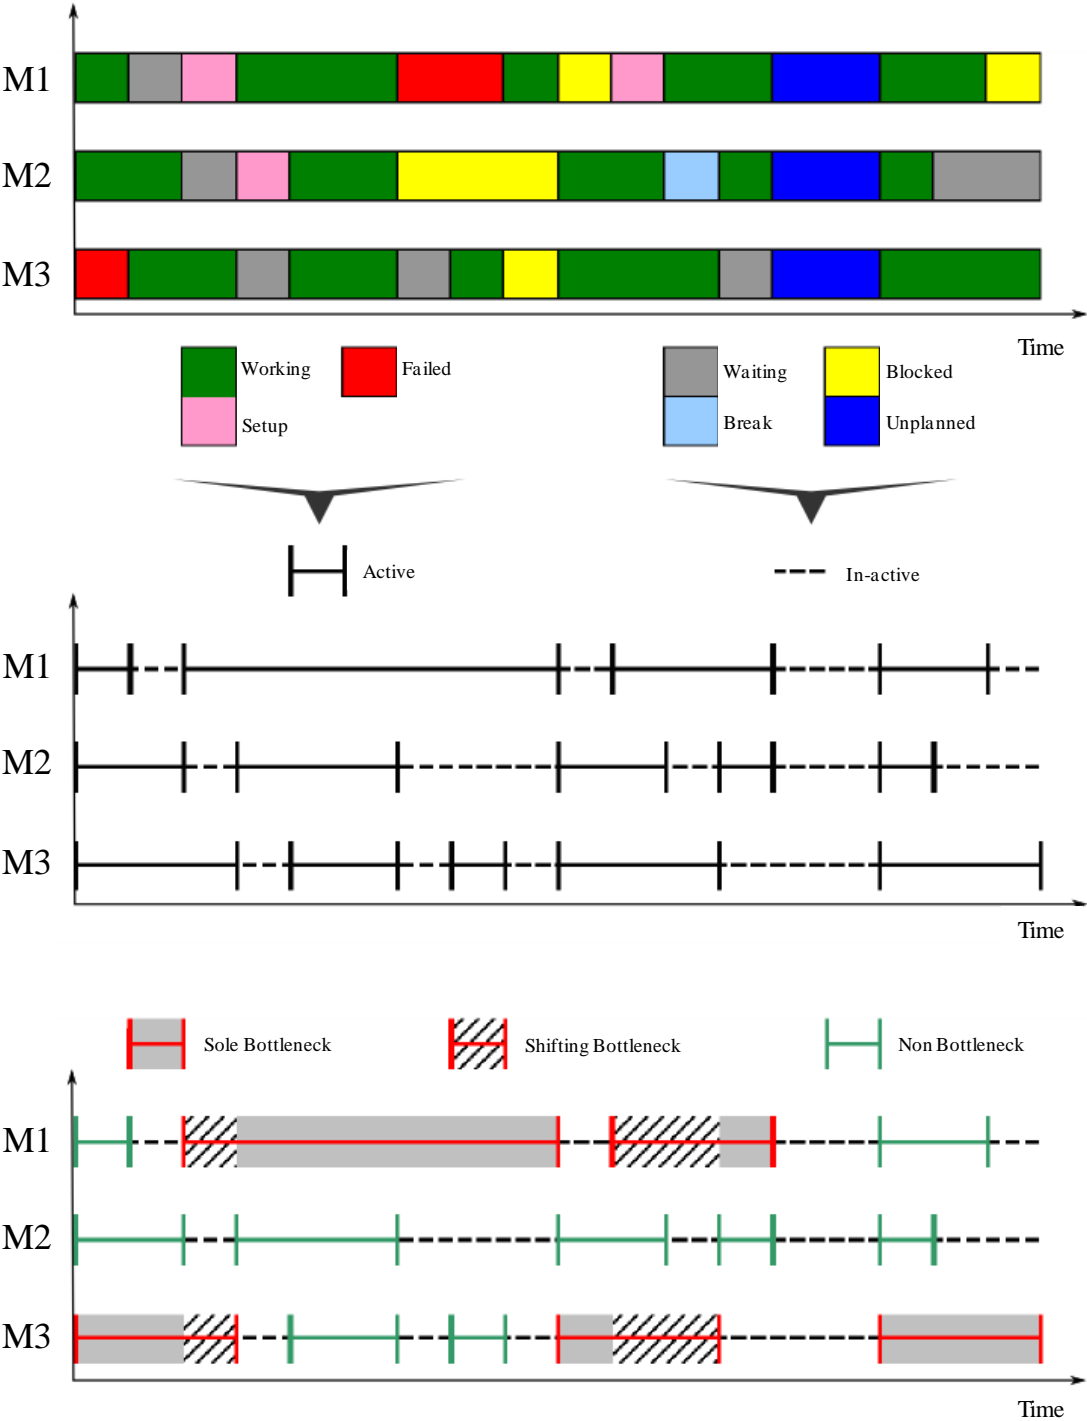 M1
M2
M3
Time
Working
Failed
Waiting
Blocked
Setup
Break
Unplanned
Active
In-active
M1
M2
M3
Time
Sole Bottleneck
Shifting Bottleneck
Non Bottleneck
M1
M2
M3
Time